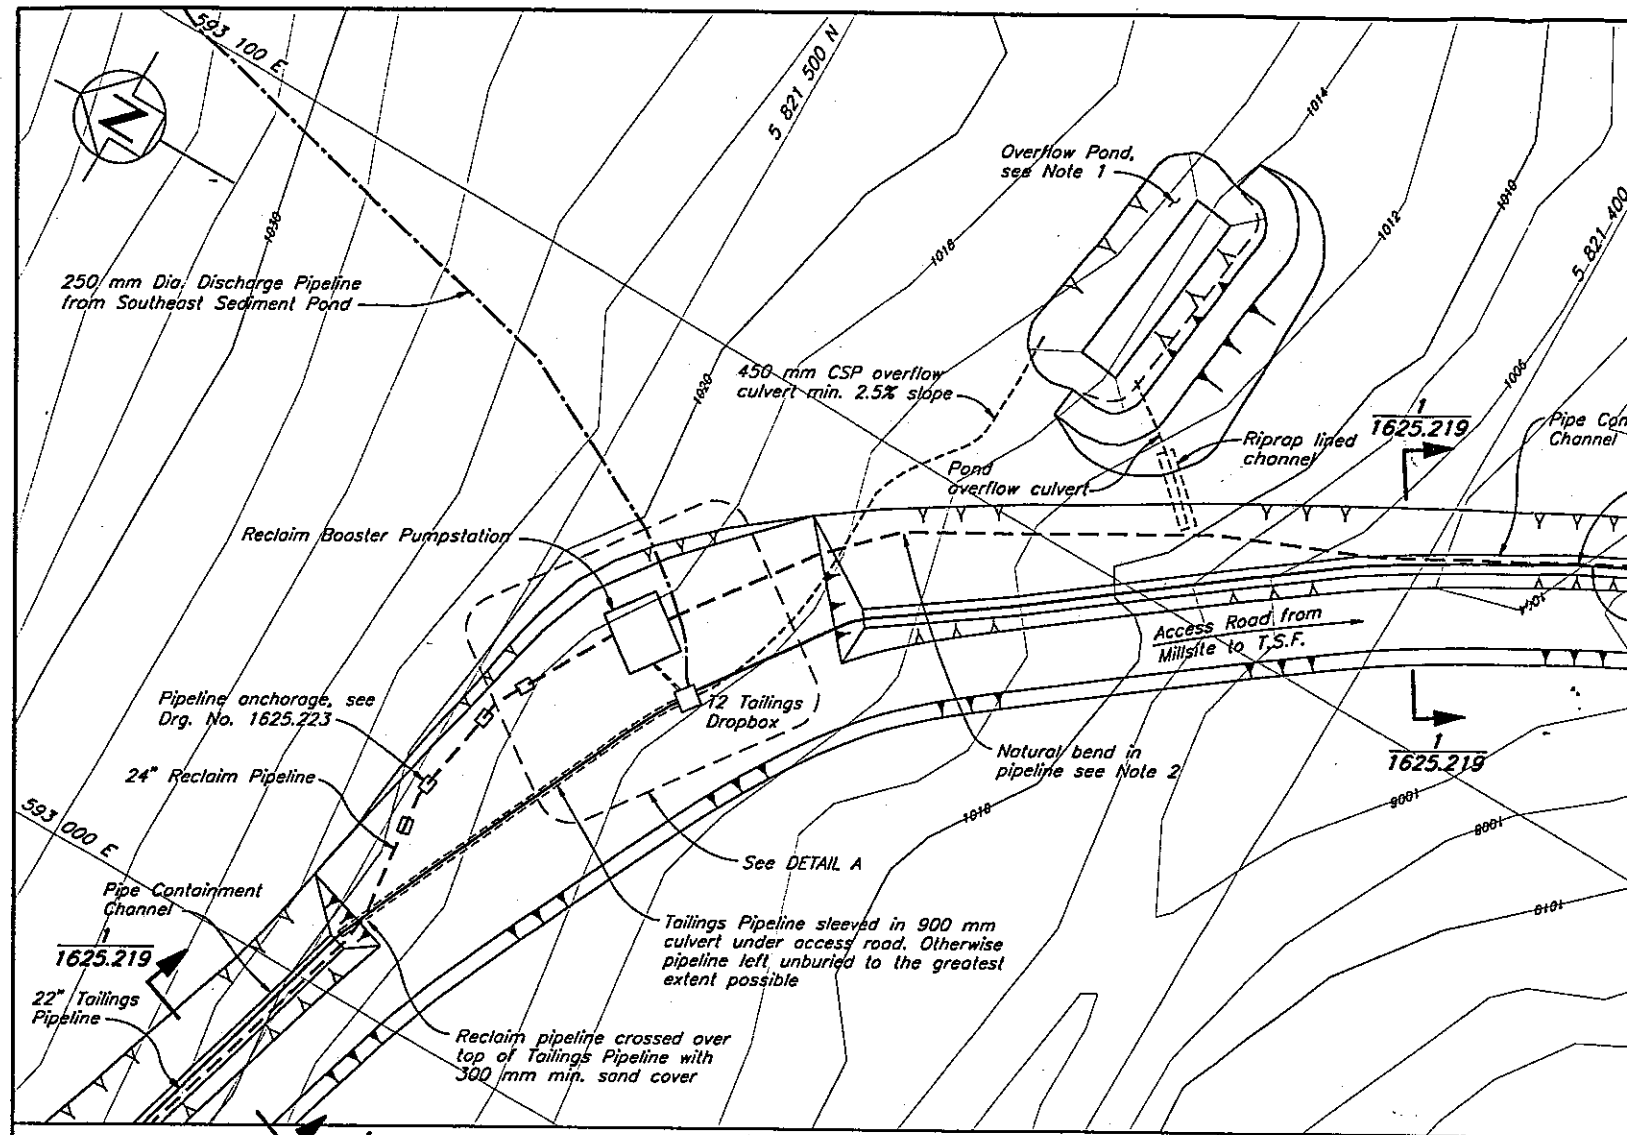 593 100 E
5 821 500 N
N
1014
Overflow Pond,
see Note 1
1010
5 821 400
1030
1018
1012
250 mm Dia. Discharge Pipeline
from Southeast Sediment Pond
450 mm CSP overflow
culvert min. 2.5% slope
1020
1006
1
1625.219
Pipe Con
Channel
Riprap lined
channel
Pond
overflow culvert
Reclaim Booster Pumpstation
1004
Access Road from
Millsite to T.S.F.
Pipeline anchorage, see
Drg. No. 1625.223
T2 Tailings
Dropbox
Natural bend in
pipeline see Note 2
1
1625.219
24" Reclaim Pipeline
1006
1018
1008
593 000 E
See DETAIL A
Pipe Containment
Channel
1010
1
1625.219
Tailings Pipeline sleeved in 900 mm
culvert under access road. Otherwise
pipeline left unburied to the greatest
extent possible
22" Tailings
Pipeline
Reclaim pipeline crossed over
top of Tailings Pipeline with
300 mm min. sand cover